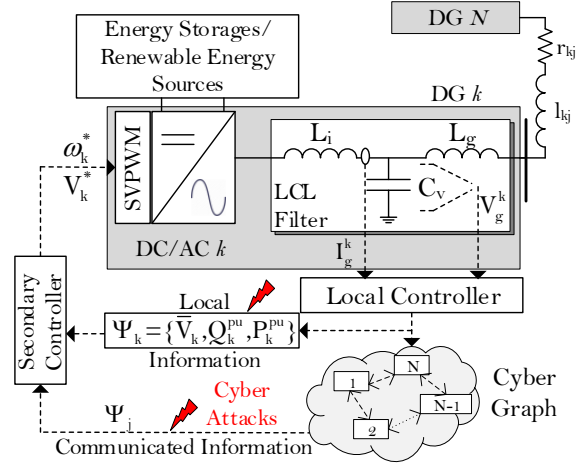 Energy Storages/
Renewable Energy
Sources
DG N
r_kj
l_kj
DG k
SVPWM
L_i
L_g
C_v
LCL
Filter
V_g^k
I_g^k
DC/AC k
ω_k^*
V_k^*
Secondary
Controller
Local Controller
Local
Ψ_k={V̅_k,Q_k^pu,P_k^pu}
Information
Cyber
Attacks
Ψ_j
Communicated Information
N
1
N-1
2
Cyber
Graph